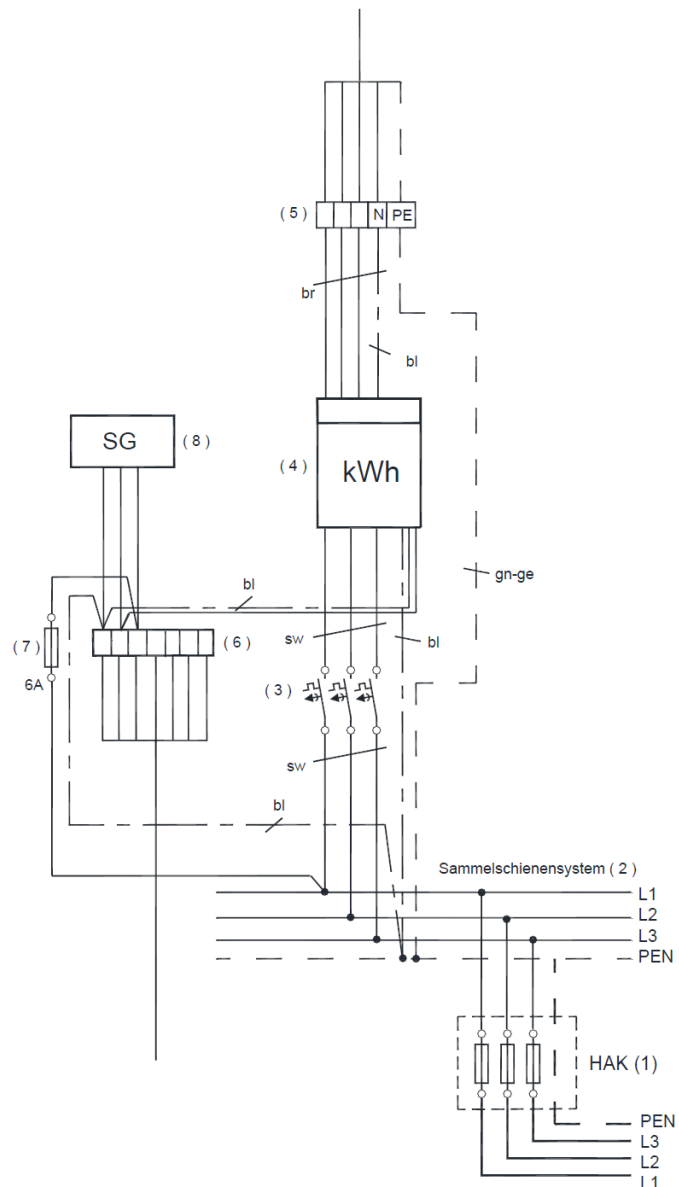 ( 5 )
N PE
br
bl
SG
( 8 )
( 4 )
kWh
gn-ge
bl
( 7 )
( 6 )
sw
bl
6A
( 3 )
sw
bl
Sammelschienensystem ( 2 )
L1
L2
L3
PEN
HAK (1)
PEN
L3
L2
L1